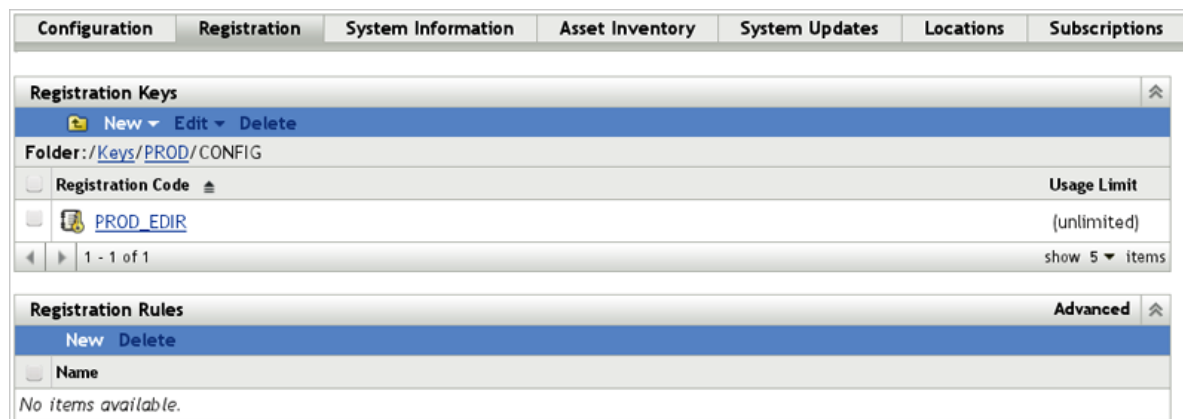 Configuration Registration System Information Asset Inventory System Updates Locations Subscriptions
Registration Keys
New Edit Delete
Folder:/Keys/PROD/CONFIG
Registration Code Usage Limit
PROD_EDIR (unlimited)
1 - 1 of 1 show 5 items
Registration Rules Advanced
New Delete
Name
No items available.